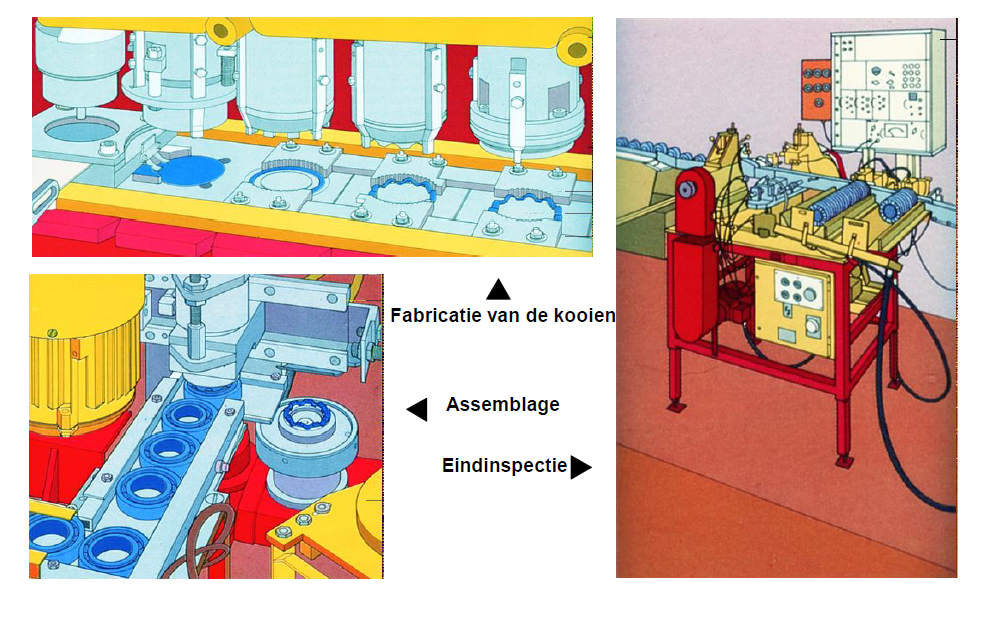 Fabricatie van de kooien
Assemblage
Eindinspectie